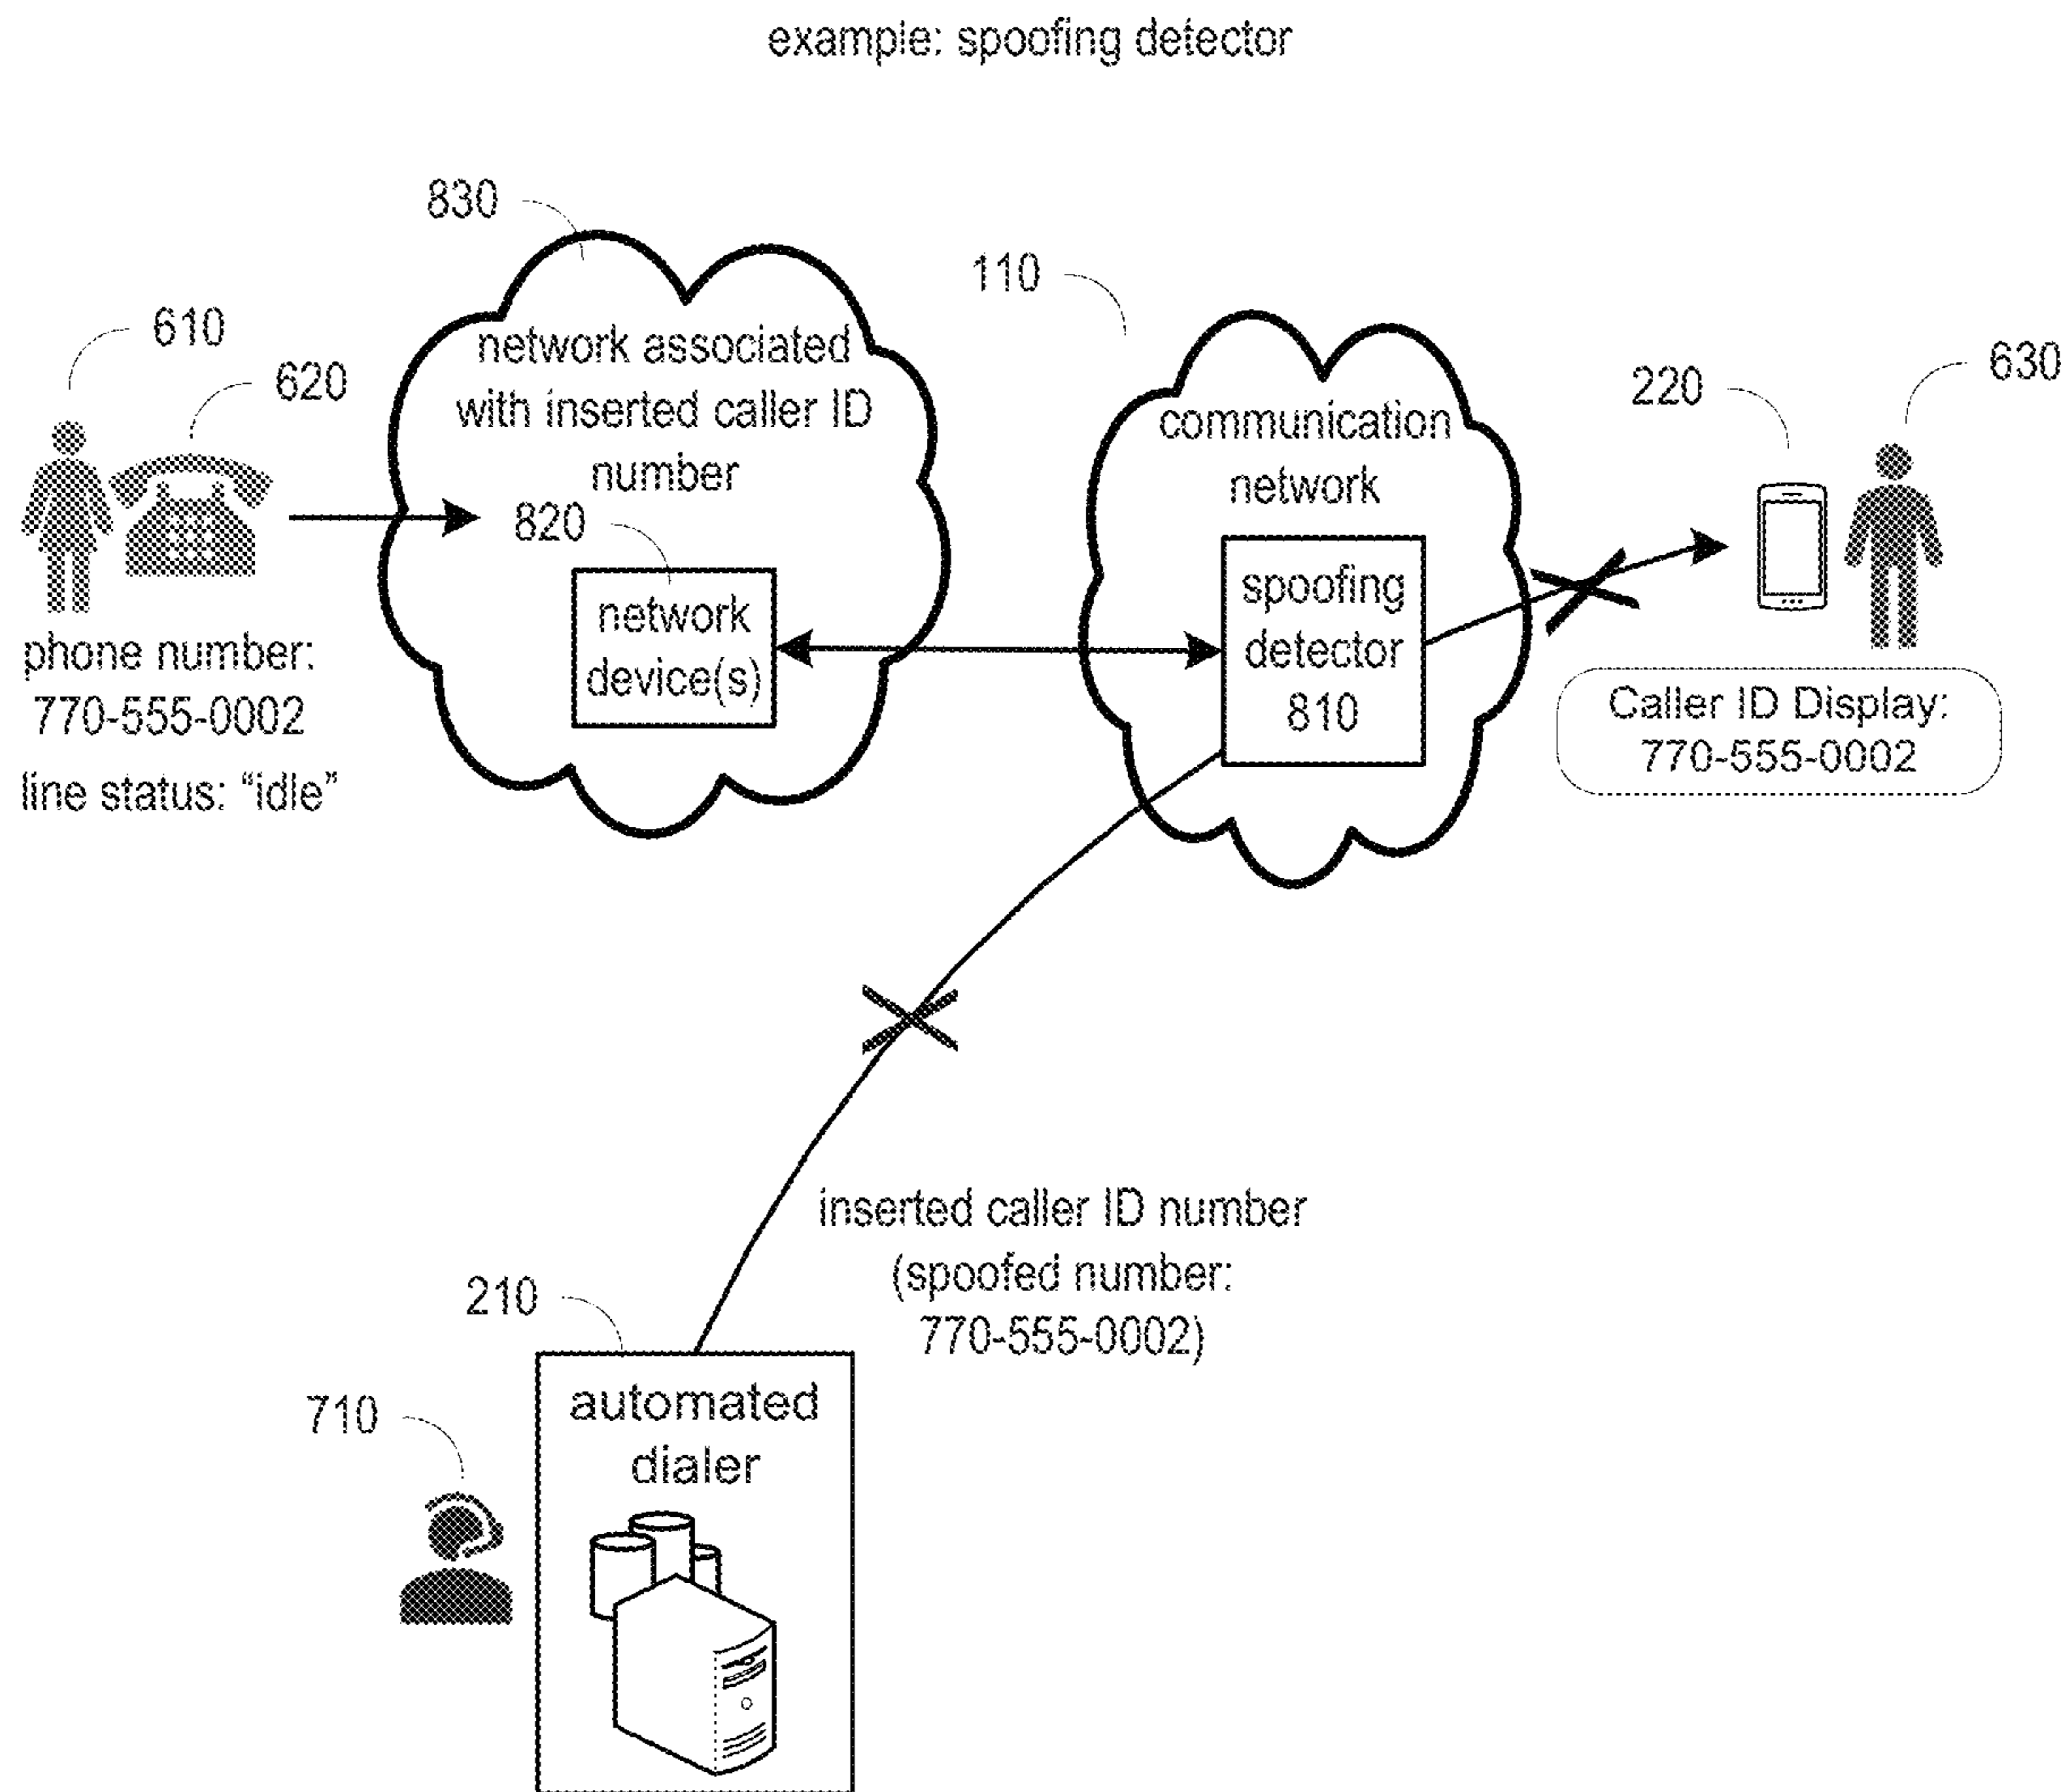 example: spoofing detector
830
110
610
620
network associated
with inserted caller ID
number
820
network
device(s)
communication
network
spoofing
detector
810
220
630
phone number:
770-555-0002
line status: “idle”
Caller ID Display:
770-555-0002
inserted caller ID number
(spoofed number:
770-555-0002)
210
710
automated
dialer